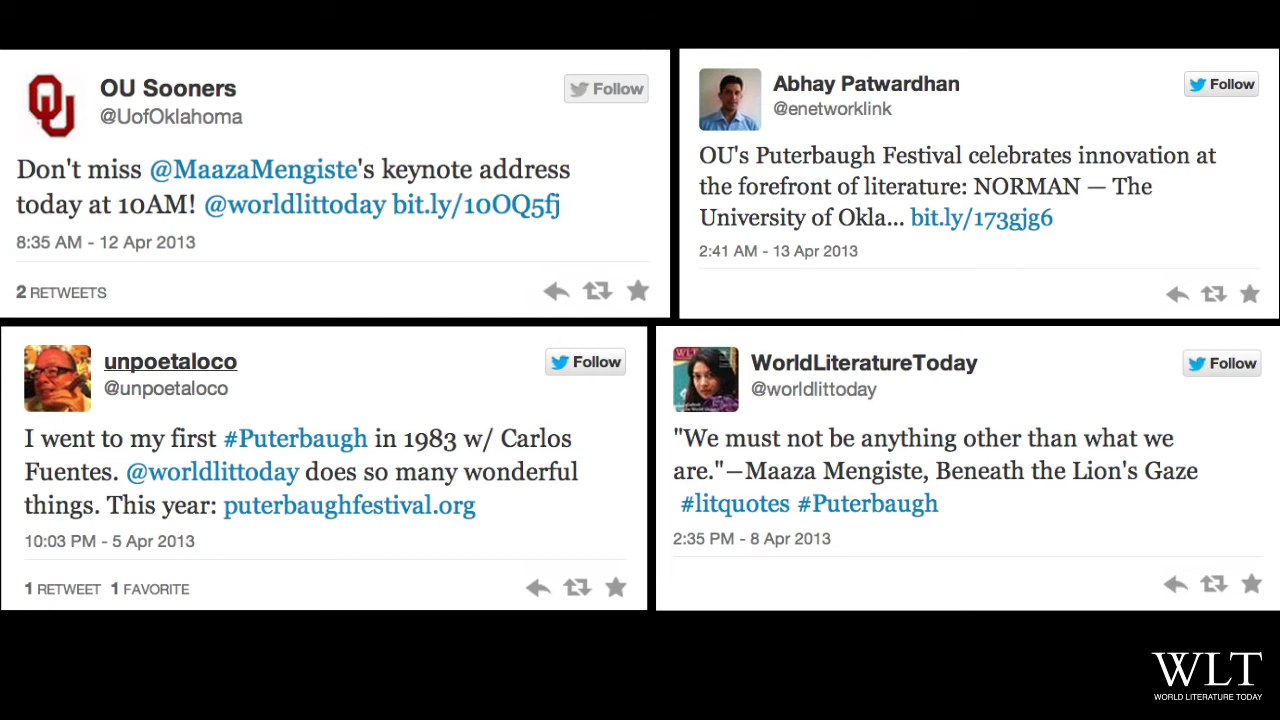 OU Sooners
@UofOklahoma
Follow
Don't miss @MaazaMengiste's keynote address
today at 10AM! @worldlittoday bit.ly/10OQ5fj
8:35 AM - 12 Apr 2013
2 RETWEETS
Abhay Patwardhan
@enetworklink
Follow
OU's Puterbaugh Festival celebrates innovation at
the forefront of literature: NORMAN — The
University of Okla... bit.ly/173gjg6
2:41 AM - 13 Apr 2013
unpoetaloco
@unpoetaloco
Follow
I went to my first #Puterbaugh in 1983 w/ Carlos
Fuentes. @worldlittoday does so many wonderful
things. This year: puterbaughfestival.org
10:03 PM - 5 Apr 2013
1 RETWEET 1 FAVORITE
WLT
WorldLiteratureToday
@worldlittoday
Follow
"We must not be anything other than what we
are."—Maaza Mengiste, Beneath the Lion's Gaze
#litquotes #Puterbaugh
2:35 PM - 8 Apr 2013
WLT
WORLD LITERATURE TODAY